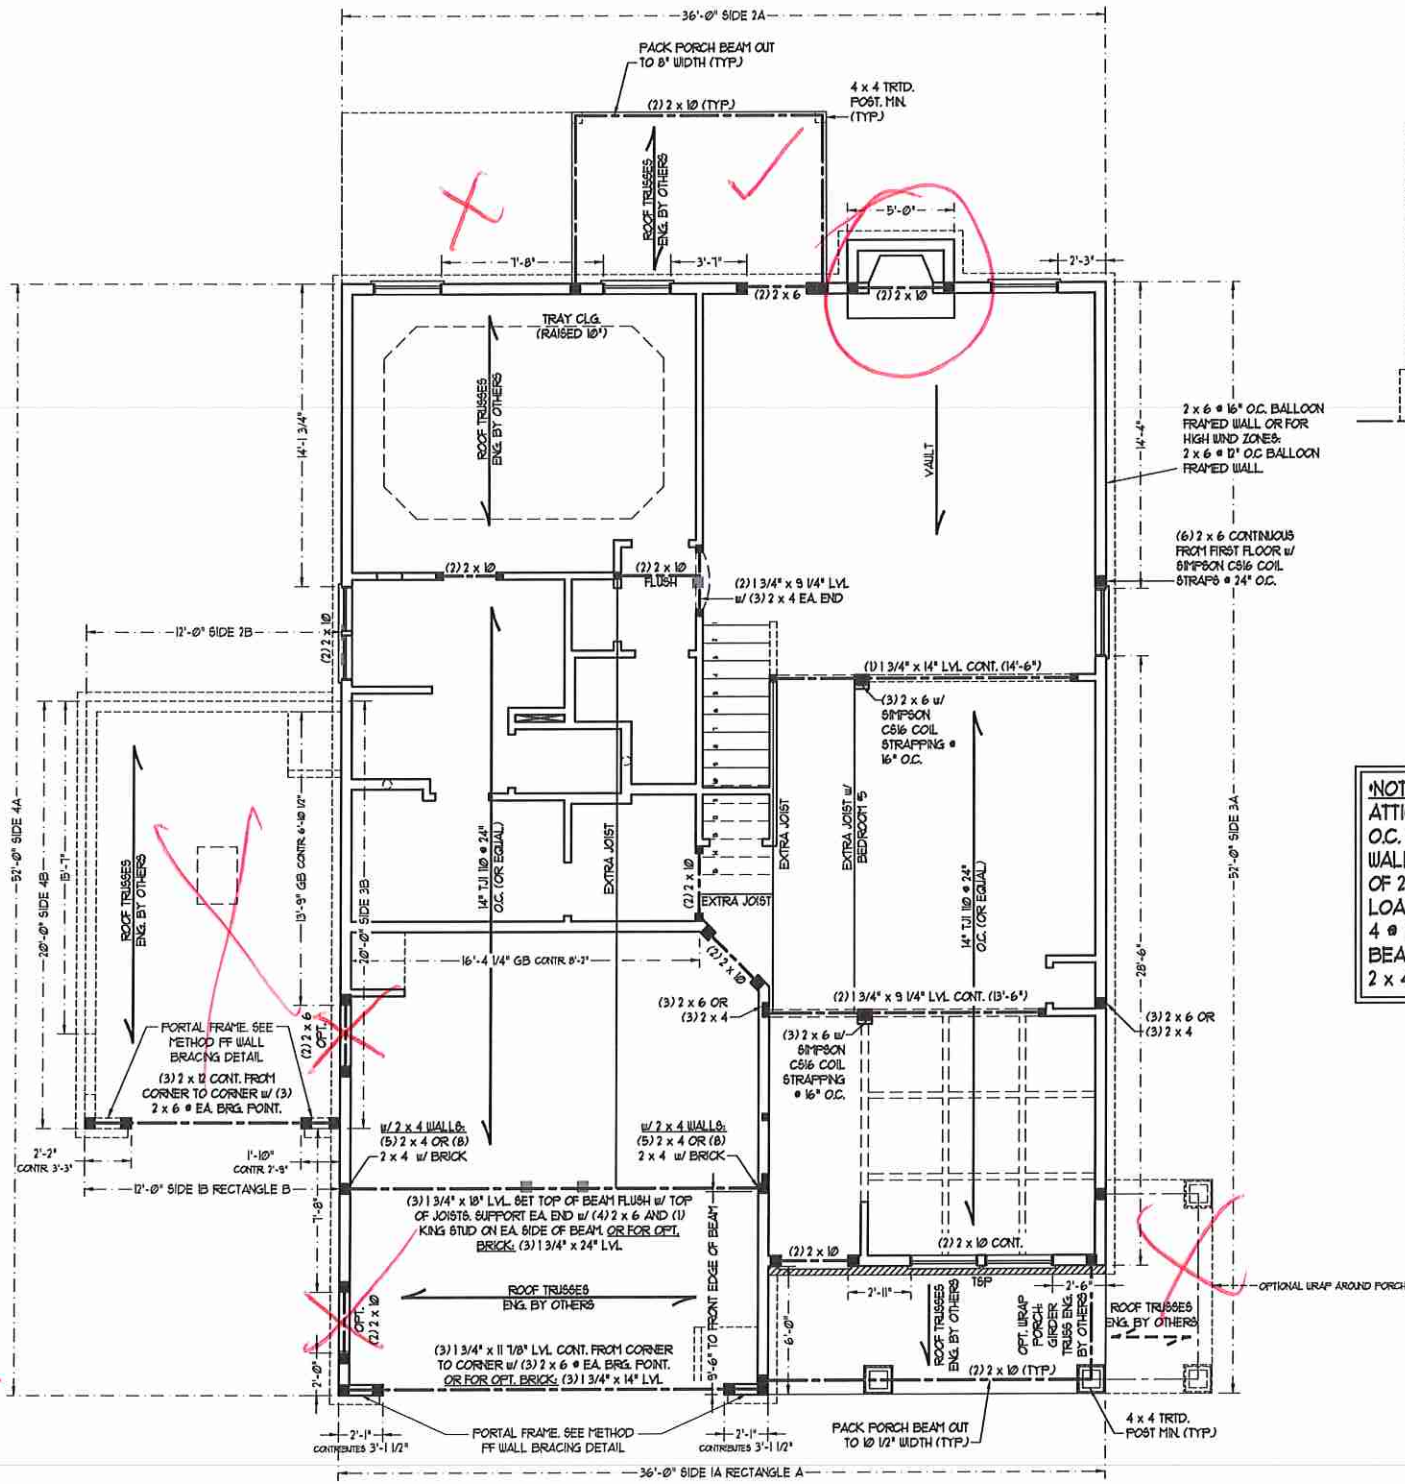 36'-0" SIDE 2A
PACK PORCH BEAM OUT
TO 8" WIDTH (TYP.)
(2) 2 x 10 (TYP.)
4 x 4 TRTD.
POST. MIN.
(TYP.)
ROOF TRUSSES
ENG. BY OTHERS
5'-0"
7'-8"
3'-7"
2'-3"
(2) 2 x 6
(2) 2 x 10
TRAY CLG.
(RAISED 10")
ROOF TRUSSES
ENG. BY OTHERS
14'-1 3/4"
VAULT
14'-4"
2 x 6 @ 16" O.C. BALLOON
FRAMED WALL OR FOR
HIGH WIND ZONES:
2 x 6 @ 12" O.C BALLOON
FRAMED WALL.
(6) 2 x 6 CONTINUOUS
FROM FIRST FLOOR w/
SIMPSON CS16 COIL
STRAPS @ 24" O.C.
(2) 2 x 10
(2) 2 x 10
FLUSH
(2) 1 3/4" x 9 1/4" LVL
w/ (3) 2 x 4 EA. END
12'-0" SIDE 2B
(2) 2 x 10
(1) 1 3/4" x 14" LVL CONT. (14'-6")
(3) 2 x 6 w/
SIMPSON
CS16 COIL
STRAPPING @
16" O.C.
52'-0" SIDE 4A
20'-0" SIDE 4B
15'-7"
ROOF TRUSSES
ENG. BY OTHERS
13'-9" GB CONTR. 6'-10 1/2"
20'-0" SIDE 3B
14" TJI 110 @ 24"
O.C. (OR EQUAL)
EXTRA JOIST
EXTRA JOIST
EXTRA JOIST w/
BEDROOM #5
14" TJI 110 @ 24"
O.C. (OR EQUAL)
52'-0" SIDE 3A
28'-6"
*NOT
ATTIC
O.C.
WALL
OF 2
LOA
4 @
BEA
2 x 4
(2) 2 x 10
EXTRA JOIST
(2) 2 x 10
16'-4 1/4" GB CONTR. 8'-2"
(3) 2 x 6 OR
(3) 2 x 4
(2) 1 3/4" x 9 1/4" LVL CONT. (13'-6")
(3) 2 x 6 OR
(3) 2 x 4
(3) 2 x 6 w/
SIMPSON
CS16 COIL
STRAPPING
@ 16" O.C.
PORTAL FRAME. SEE
METHOD PF WALL
BRACING DETAIL
(2) 2 x 6
OPT.
(3) 2 x 12 CONT. FROM
CORNER TO CORNER w/ (3)
2 x 6 @ EA. BRG. POINT.
2'-2"
CONTR. 3'-3"
1'-10"
CONTR. 2'-9"
12'-0" SIDE 1B RECTANGLE B
7'-8"
w/ 2 x 4 WALLS:
(5) 2 x 4 OR (8)
2 x 4 w/ BRICK
w/ 2 x 4 WALLS:
(5) 2 x 4 OR (8)
2 x 4 w/ BRICK
(3) 1 3/4" x 18" LVL. SET TOP OF BEAM FLUSH w/ TOP
OF JOISTS. SUPPORT EA. END w/ (4) 2 x 6 AND (1)
KING STUD ON EA. SIDE OF BEAM. OR FOR OPT.
BRICK: (3) 1 3/4" x 24" LVL
ROOF TRUSSES
ENG. BY OTHERS
OPT.
(2) 2 x 10
2'-0"
9'-6" TO FRONT EDGE OF BEAM
(3) 1 3/4" x 11 7/8" LVL CONT. FROM CORNER
TO CORNER w/ (3) 2 x 6 @ EA. BRG. POINT.
OR FOR OPT. BRICK: (3) 1 3/4" x 14" LVL
(2) 2 x 10
(2) 2 x 10 CONT.
TSP
2'-11"
2'-6"
6'-0"
ROOF TRUSSES
ENG. BY OTHERS
OPT. WRAP
PORCH:
GIRDER
TRUSS ENG.
BY OTHERS
ROOF TRUSSES
ENG. BY OTHERS
OPTIONAL WRAP AROUND PORCH
(2) 2 x 10 (TYP.)
PACK PORCH BEAM OUT
TO 10 1/2" WIDTH (TYP.)
4 x 4 TRTD.
POST MIN. (TYP.)
2'-1"
CONTRIBUTES 3'-1 1/2"
PORTAL FRAME. SEE METHOD
PF WALL BRACING DETAIL
2'-1"
CONTRIBUTES 3'-1 1/2"
36'-0" SIDE 1A RECTANGLE A